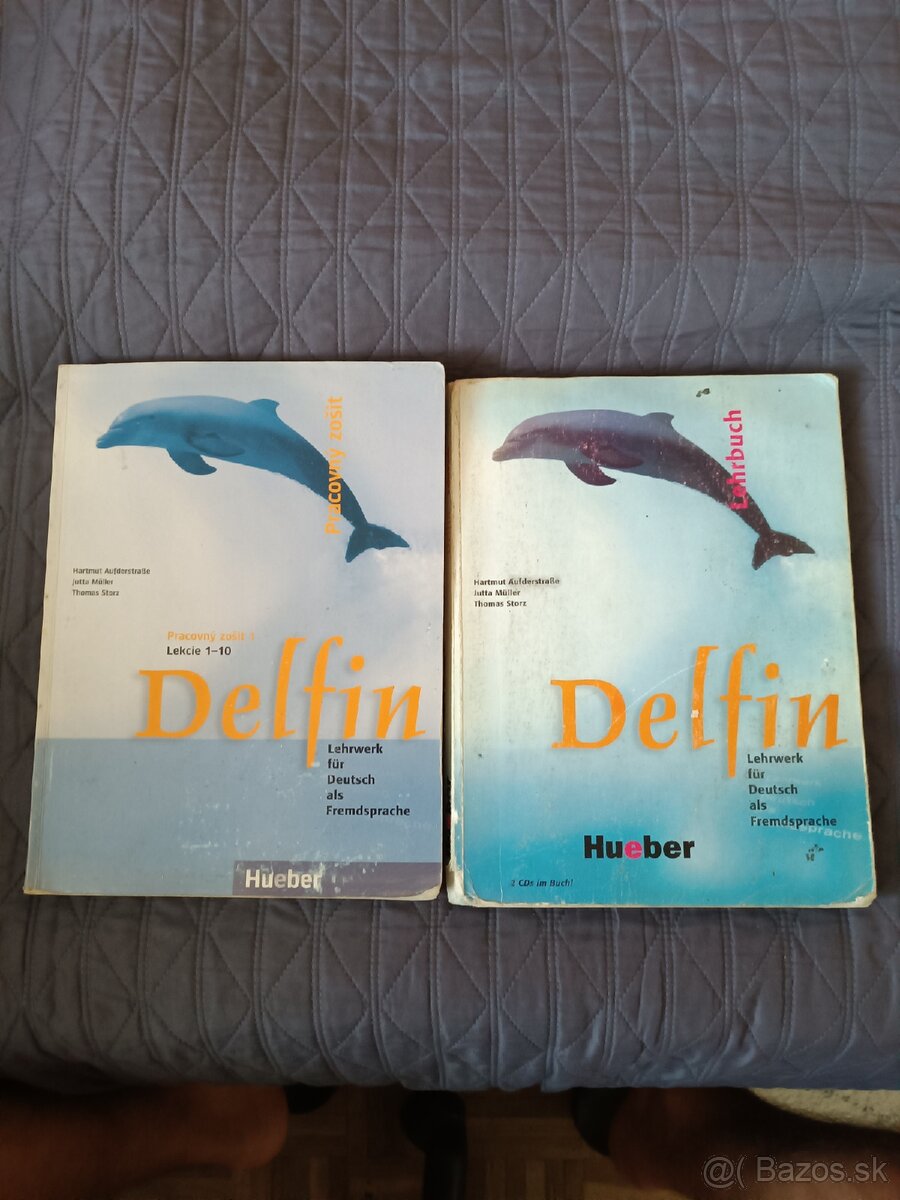 Pracovný zošit
Hartmut Aufderstraße
Jutta Müller
Thomas Storz
Pracovný zošit 1
Lekcie 1–10
Delfin
Lehrwerk
für
Deutsch
als
Fremdsprache
Hueber
Lehrbuch
Hartmut Aufderstraße
Jutta Müller
Thomas Storz
Delfin
Lehrwerk
für
Deutsch
als
Fremdsprache
sprache
Hueber
2 CDs im Buch!
@( Bazos.sk